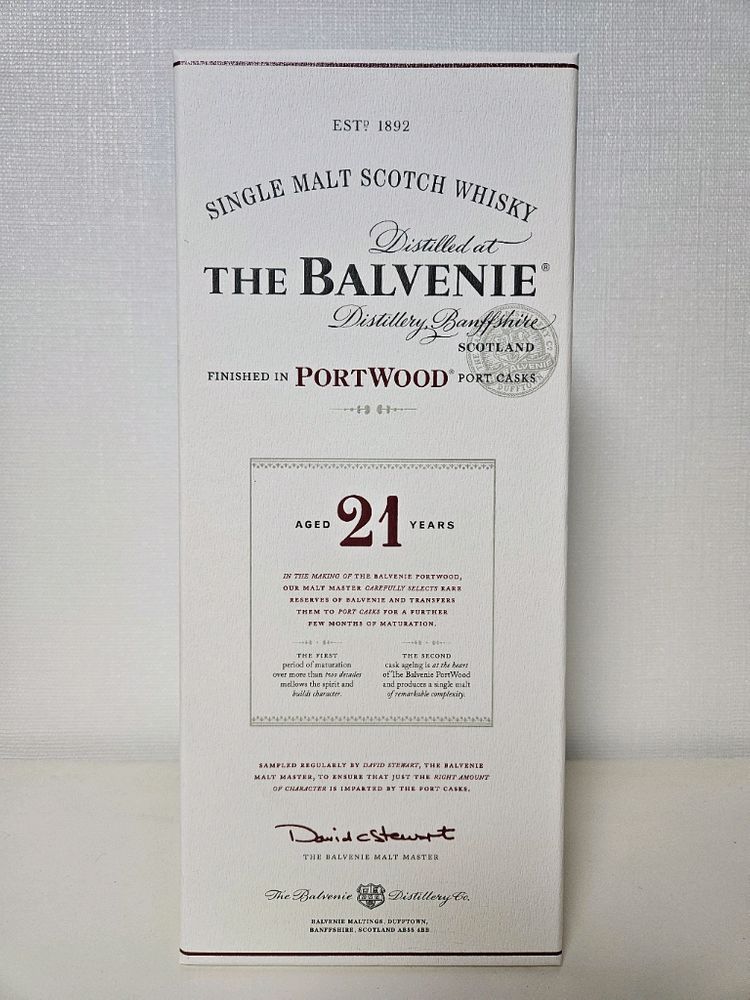 ESTD 1892
SINGLE MALT SCOTCH WHISKY
Distilled at
THE BALVENIE®
Distillery, Banffshire
SCOTLAND
FINISHED IN PORTWOOD® PORT CASKS
AGED 21 YEARS
IN THE MAKING OF THE BALVENIE PORTWOOD,
OUR MALT MASTER CAREFULLY SELECTS RARE
RESERVES OF BALVENIE AND TRANSFERS
THEM TO PORT CASKS FOR A FURTHER
FEW MONTHS OF MATURATION.
THE FIRST
period of maturation
over more than two decades
mellows the spirit and
builds character.
THE SECOND
cask ageing is at the heart
of The Balvenie PortWood
and produces a single malt
of remarkable complexity.
SAMPLED REGULARLY BY DAVID STEWART, THE BALVENIE
MALT MASTER, TO ENSURE THAT JUST THE RIGHT AMOUNT
OF CHARACTER IS IMPARTED BY THE PORT CASKS.
David C Stewart
THE BALVENIE MALT MASTER
The Balvenie Distillery Co.
BALVENIE MALTINGS, DUFFTOWN,
BANFFSHIRE, SCOTLAND AB55 4BB